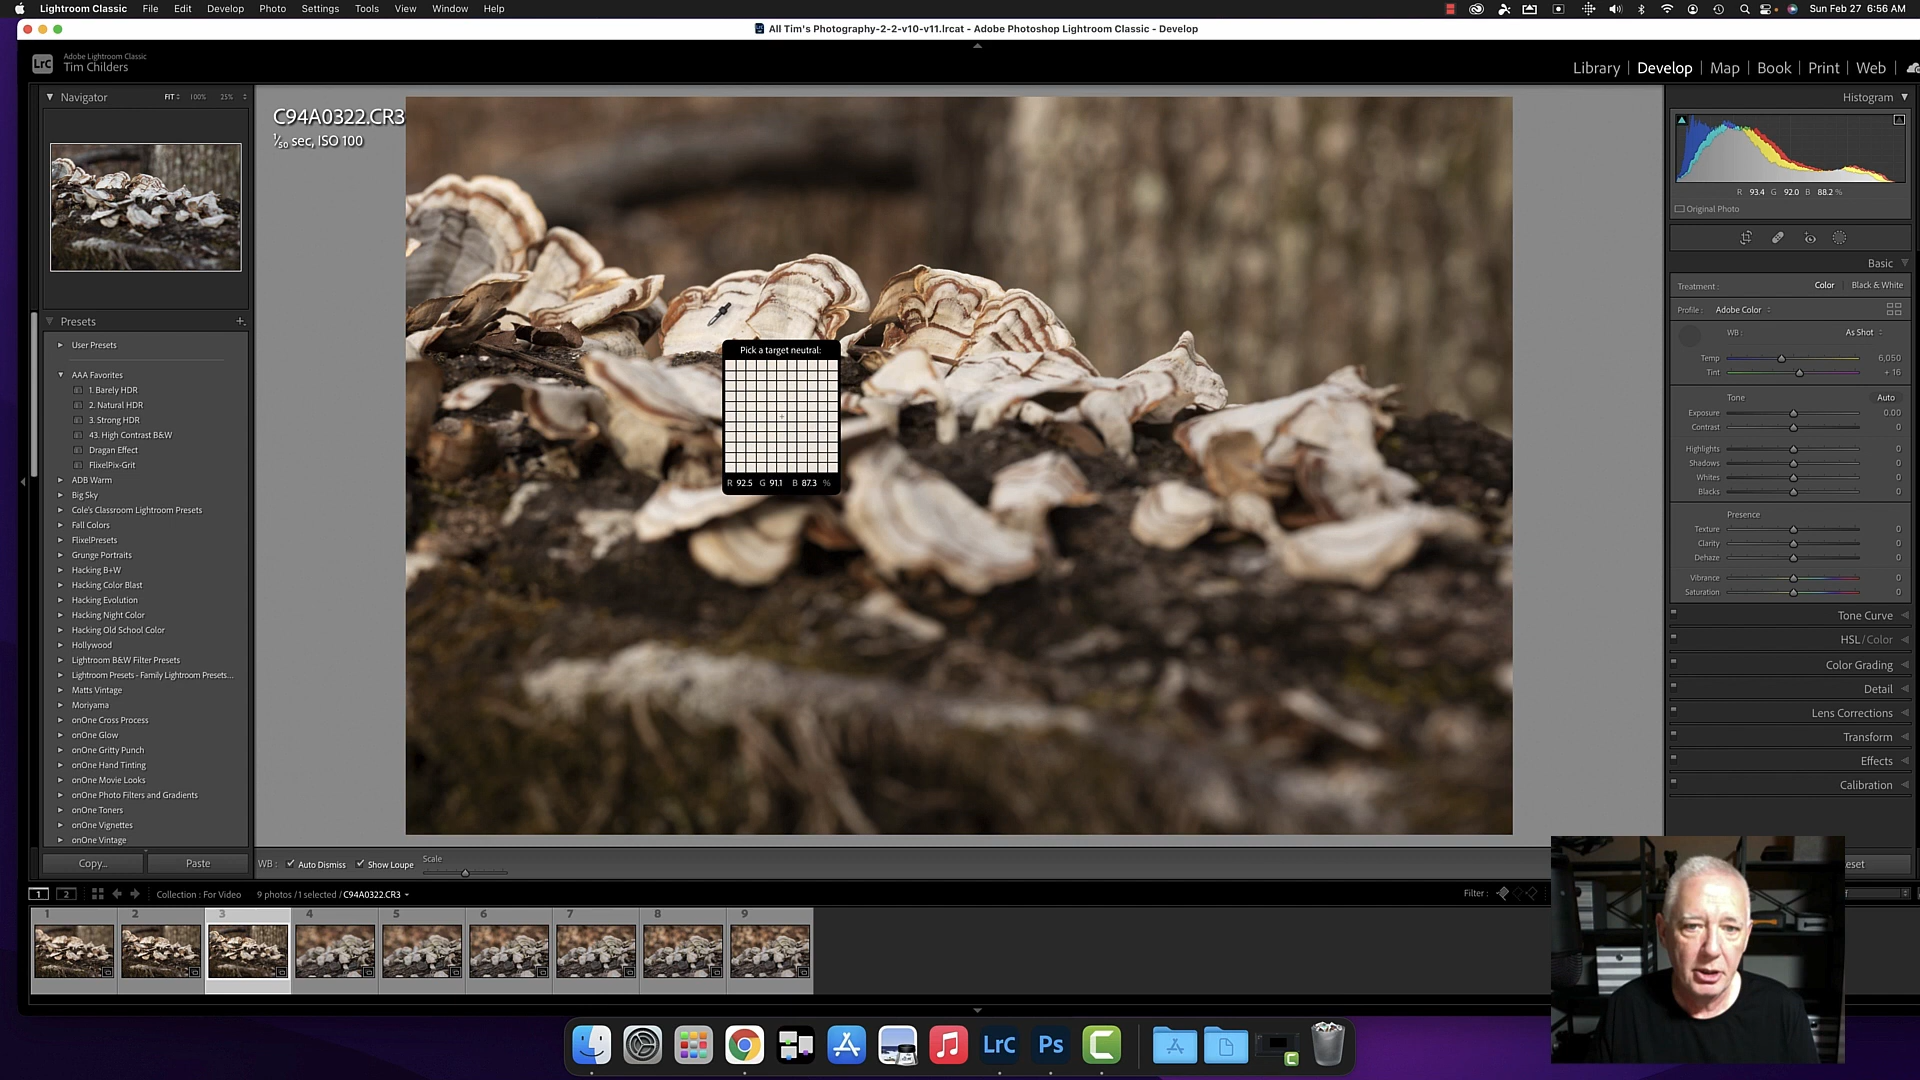 Lightroom Classic File Edit Develop Photo Settings Tools View Window Help Sun Feb 27 6:56 AM
All Tim's Photography-2-2-v10-v11.lrcat - Adobe Photoshop Lightroom Classic - Develop
LrC
Adobe Lightroom Classic
Tim Childers
Library | Develop | Map | Book | Print | Web |
Navigator FIT 100% 25%
C94A0322.CR3
1/50 sec, ISO 100
Histogram
R 93.4 G 92.0 B 88.2 %
Original Photo
Basic
Treatment : Color Black & White
Profile : Adobe Color
WB : As Shot
Temp 6,050
Tint + 16
Tone Auto
Exposure 0.00
Contrast 0
Highlights 0
Shadows 0
Whites 0
Blacks 0
Presence
Texture 0
Clarity 0
Dehaze 0
Vibrance 0
Saturation 0
Tone Curve
HSL / Color
Color Grading
Detail
Lens Corrections
Transform
Effects
Calibration
Pick a target neutral:
R 92.5 G 91.1 B 87.3 %
Presets
User Presets
AAA Favorites
1. Barely HDR
2. Natural HDR
3. Strong HDR
43. High Contrast B&W
Dragan Effect
FlixelPix-Grit
ADB Warm
Big Sky
Cole's Classroom Lightroom Presets
Fall Colors
FlixelPresets
Grunge Portraits
Hacking B+W
Hacking Color Blast
Hacking Evolution
Hacking Night Color
Hacking Old School Color
Hollywood
Lightroom B&W Filter Presets
Lightroom Presets - Family Lightroom Presets...
Matts Vintage
Moriyama
onOne Cross Process
onOne Glow
onOne Gritty Punch
onOne Hand Tinting
onOne Movie Looks
onOne Photo Filters and Gradients
onOne Toners
onOne Vignettes
onOne Vintage
Copy... Paste
WB : Auto Dismiss Show Loupe Scale
eset
1 2 Collection : For Video 9 photos / 1 selected / C94A0322.CR3 Filter :
1 2 3 4 5 6 7 8 9
LrC Ps